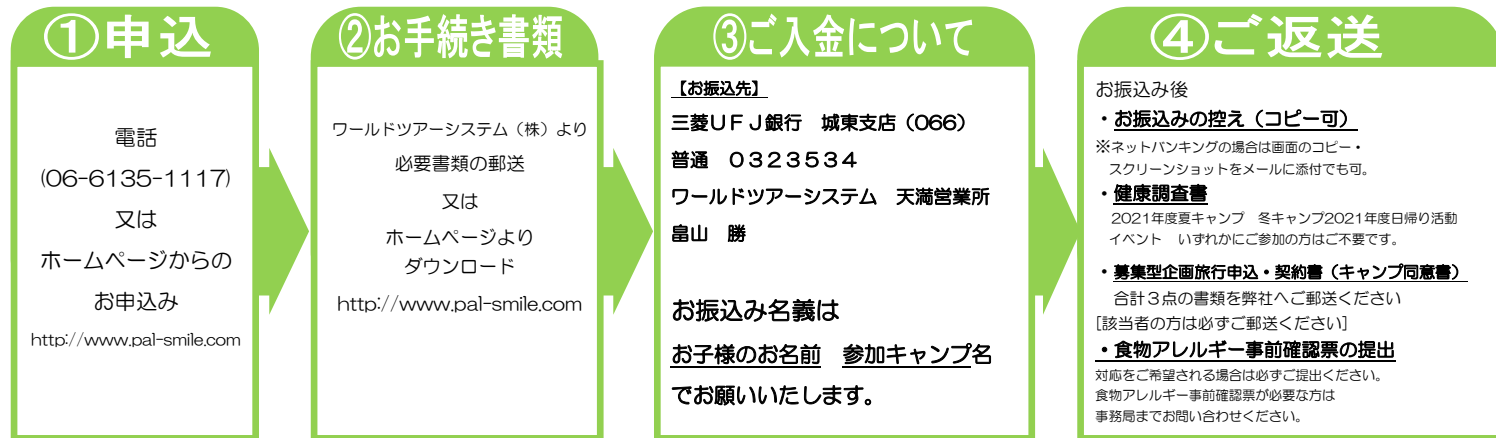 ①申込
電話
(06-6135-1117)
又は
ホームページからの
お申込み
http://www.pal-smile.com
②お手続き書類
ワールドツアーシステム（株）より
必要書類の郵送
又は
ホームページより
ダウンロード
http://www.pal-smile.com
③ご入金について
【お振込先】
三菱ＵＦＪ銀行　城東支店（066）
普通　０３２３５３４
ワールドツアーシステム　天満営業所
畠山　勝
お振込み名義は
お子様のお名前　参加キャンプ名
でお願いいたします。
④ご返送
お振込み後
・お振込みの控え（コピー可）
※ネットバンキングの場合は画面のコピー・
スクリーンショットをメールに添付でも可。
・健康調査書
2021年度夏キャンプ　冬キャンプ2021年度日帰り活動
イベント　いずれかにご参加の方はご不要です。
・募集型企画旅行申込・契約書（キャンプ同意書）
合計３点の書類を弊社へご郵送ください
[該当者の方は必ずご郵送ください]
・食物アレルギー事前確認票の提出
対応をご希望される場合は必ずご提出ください。
食物アレルギー事前確認票が必要な方は
事務局までお問い合わせください。